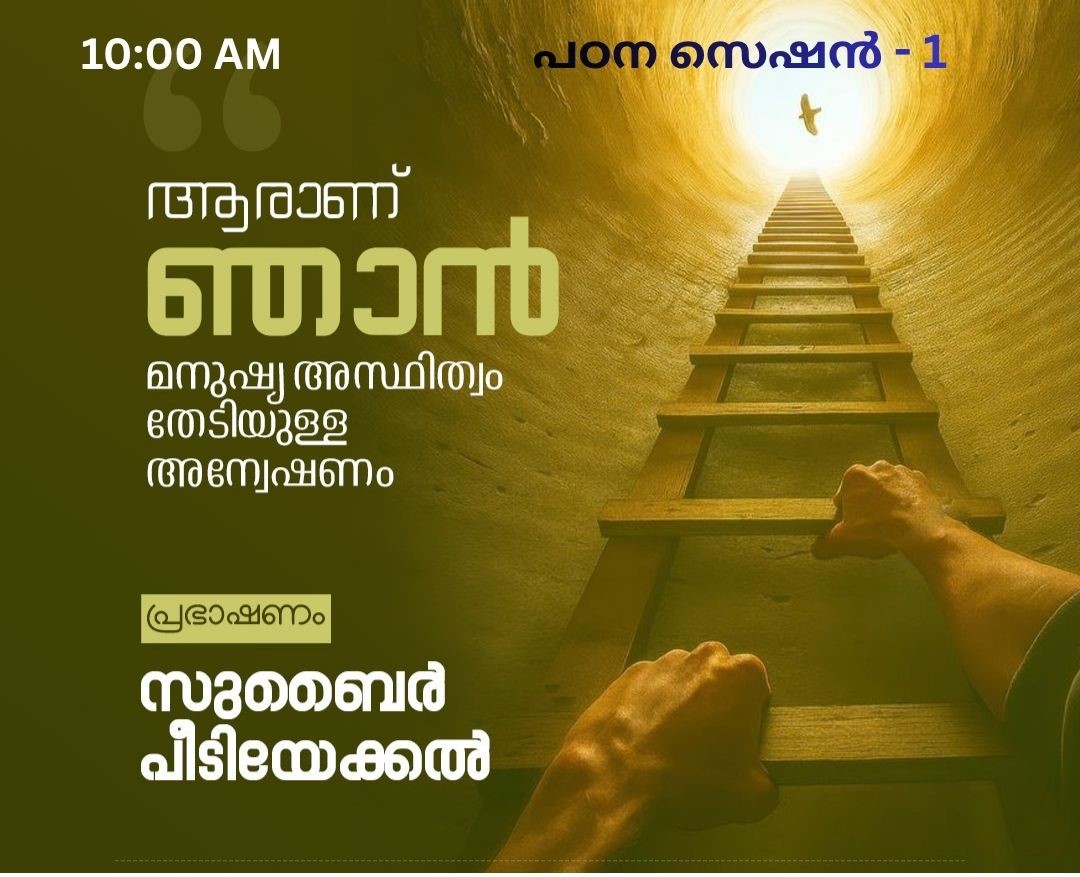 10:00 AM
പഠന സെഷൻ - 1
ആരാണ്
ഞാൻ
മനുഷ്യ അസ്ഥിത്വം
തേടിയുള്ള
അന്വേഷണം
പ്രഭാഷണം
സുബൈർ
പീടിയേക്കൽ